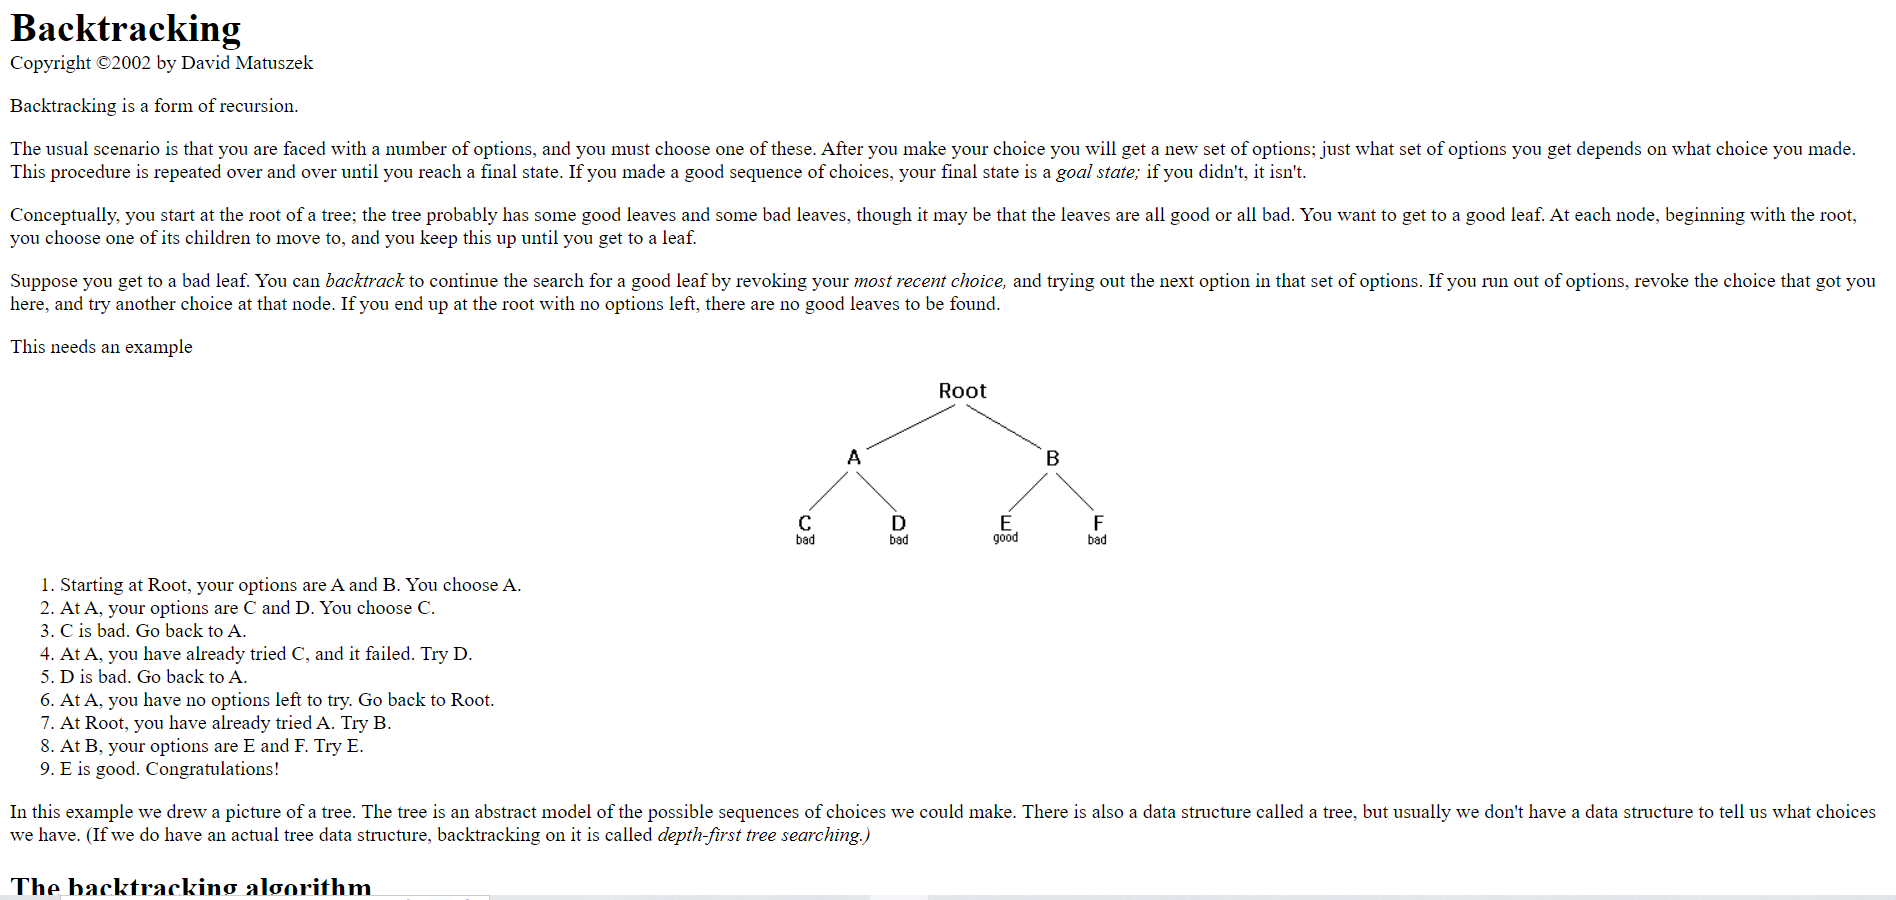 Backtracking
Copyright ©2002 by David Matuszek
Backtracking is a form of recursion.
The usual scenario is that you are faced with a number of options, and you must choose one of these. After you make your choice you will get a new set of options; just what set of options you get depends on what choice you made.
This procedure is repeated over and over until you reach a final state. If you made a good sequence of choices, your final state is a goal state; if you didn't, it isn't.
Conceptually, you start at the root of a tree; the tree probably has some good leaves and some bad leaves, though it may be that the leaves are all good or all bad. You want to get to a good leaf. At each node, beginning with the root,
you choose one of its children to move to, and you keep this up until you get to a leaf.
Suppose you get to a bad leaf. You can backtrack to continue the search for a good leaf by revoking your most recent choice, and trying out the next option in that set of options. If you run out of options, revoke the choice that got you
here, and try another choice at that node. If you end up at the root with no options left, there are no good leaves to be found.
This needs an example
Root
A B
C D E F
bad bad good bad
1. Starting at Root, your options are A and B. You choose A.
2. At A, your options are C and D. You choose C.
3. C is bad. Go back to A.
4. At A, you have already tried C, and it failed. Try D.
5. D is bad. Go back to A.
6. At A, you have no options left to try. Go back to Root.
7. At Root, you have already tried A. Try B.
8. At B, your options are E and F. Try E.
9. E is good. Congratulations!
In this example we drew a picture of a tree. The tree is an abstract model of the possible sequences of choices we could make. There is also a data structure called a tree, but usually we don't have a data structure to tell us what choices
we have. (If we do have an actual tree data structure, backtracking on it is called depth-first tree searching.)
The backtracking algorithm